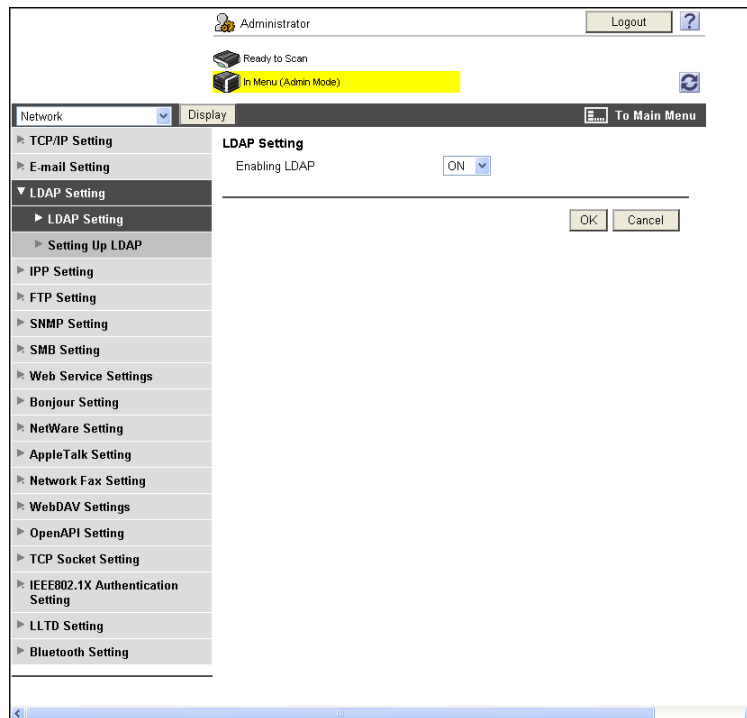 Administrator
Logout
?
Ready to Scan
In Menu (Admin Mode)
Network
Display
To Main Menu
TCP/IP Setting
E-mail Setting
LDAP Setting
LDAP Setting
Setting Up LDAP
IPP Setting
FTP Setting
SNMP Setting
SMB Setting
Web Service Settings
Bonjour Setting
NetWare Setting
AppleTalk Setting
Network Fax Setting
WebDAV Settings
OpenAPI Setting
TCP Socket Setting
IEEE802.1X Authentication
Setting
LLTD Setting
Bluetooth Setting
LDAP Setting
Enabling LDAP ON
OK Cancel